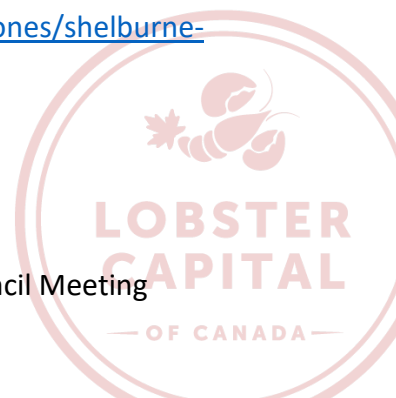 ones/shelburne-
LOBSTER
CAPITAL
OF CANADA
cil Meeting